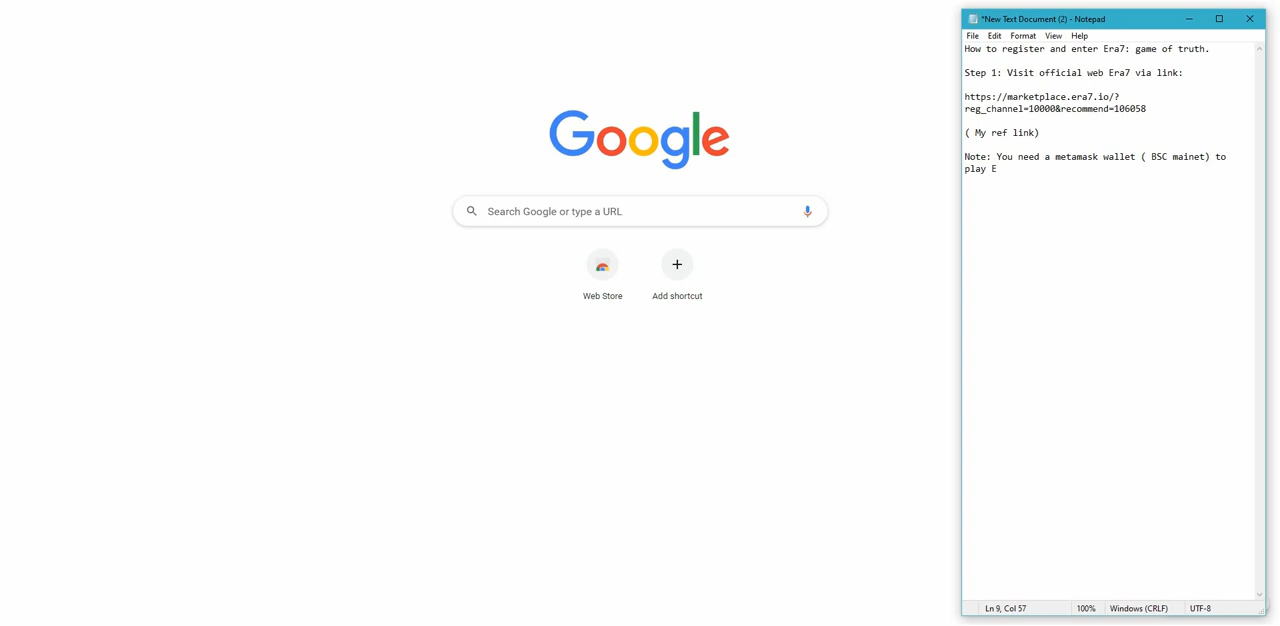 Google
Search Google or type a URL
Web Store
Add shortcut
*New Text Document (2) - Notepad
File Edit Format View Help
How to register and enter Era7: game of truth.
Step 1: Visit official web Era7 via link:
https://marketplace.era7.io/?
reg_channel=10000&recommend=106058
( My ref link)
Note: You need a metamask wallet ( BSC mainet) to
play E
Ln 9, Col 57 100% Windows (CRLF) UTF-8